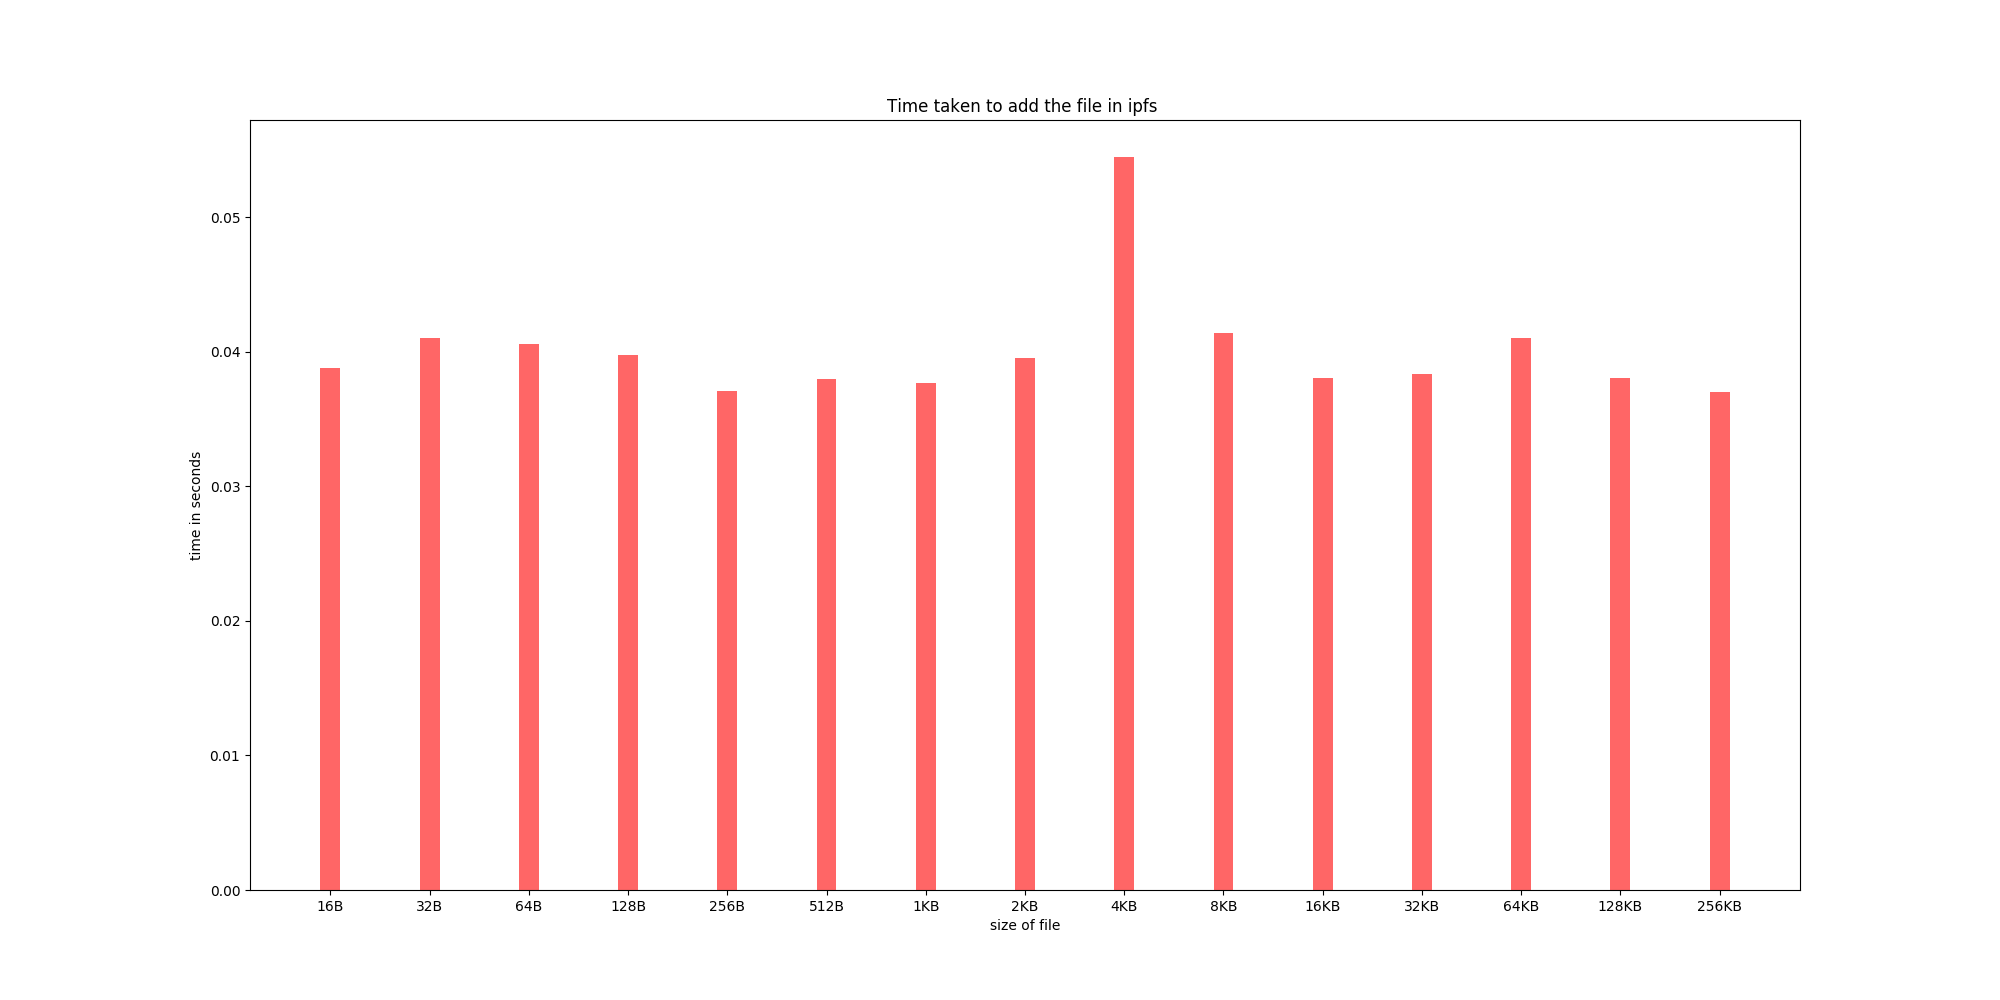 Time taken to add the file in ipfs
0.05
0.04
0.03
0.02
0.01
0.00
time in seconds
16B 32B 64B 128B 256B 512B 1KB 2KB 4KB 8KB 16KB 32KB 64KB 128KB 256KB
size of file